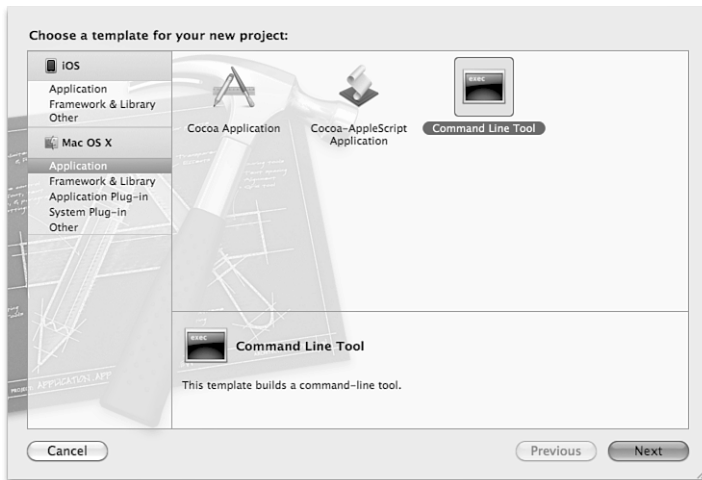 Choose a template for your new project:
iOS
Application
Framework & Library
Other
Mac OS X
Application
Framework & Library
Application Plug-in
System Plug-in
Other
Cocoa Application
Cocoa-AppleScript
Application
exec
Command Line Tool
exec
Command Line Tool
This template builds a command-line tool.
Cancel
Previous
Next